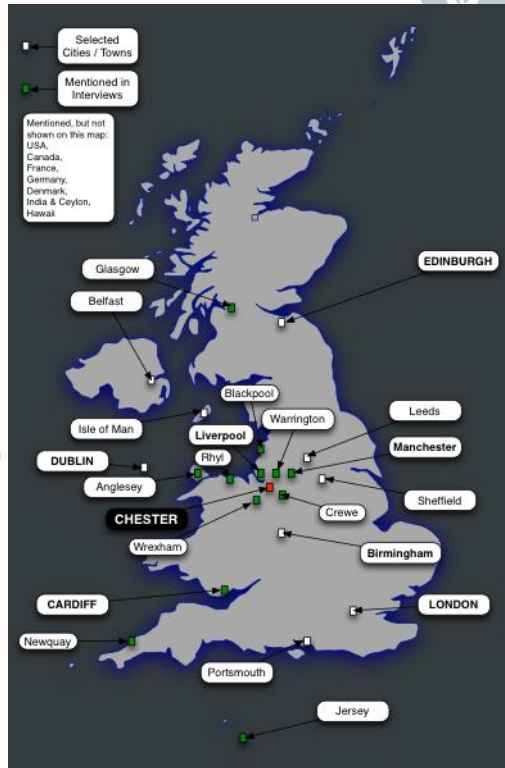 Selected
Cities / Towns
Mentioned in
Interviews
Mentioned, but not
shown on this map:
USA,
Canada,
France,
Germany,
Denmark,
India & Ceylon,
Hawaii
Glasgow
EDINBURGH
Belfast
Blackpool
Isle of Man
Warrington
Leeds
Liverpool
Manchester
DUBLIN
Rhyl
Anglesey
Sheffield
CHESTER
Crewe
Wrexham
Birmingham
CARDIFF
LONDON
Newquay
Portsmouth
Jersey